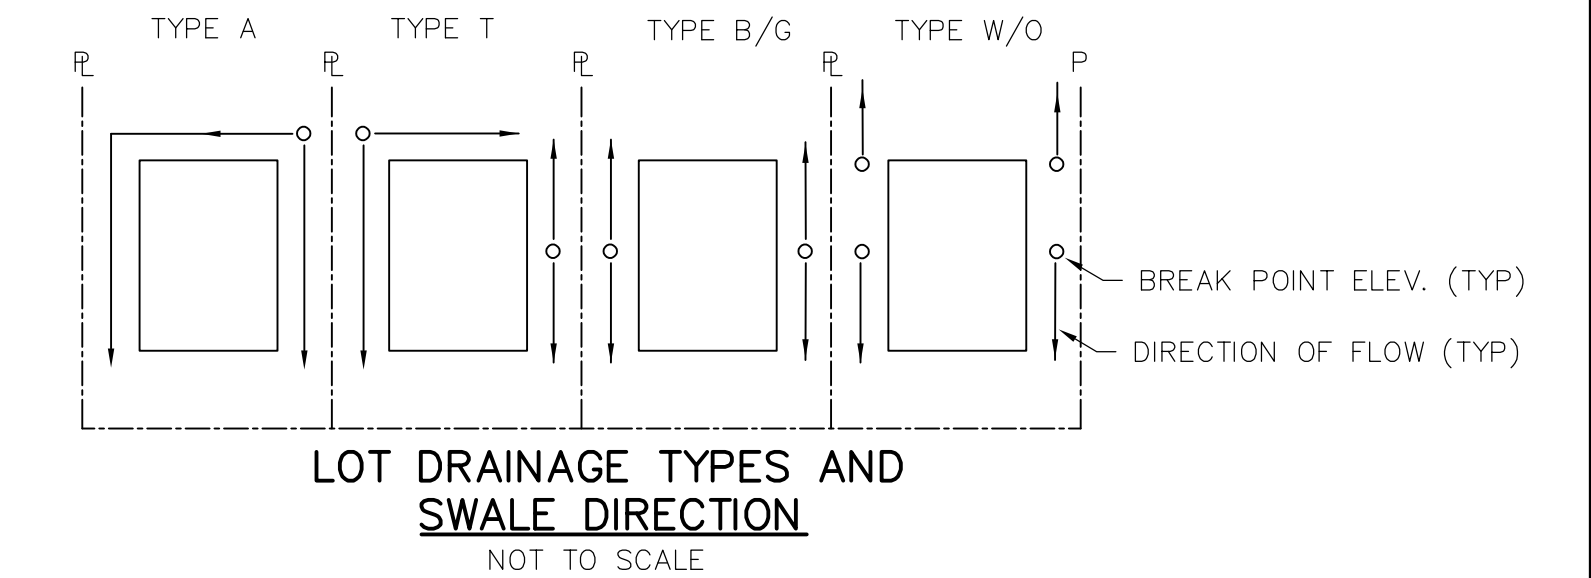 TYPE A
TYPE T
TYPE B/G
TYPE W/O
PL
PL
PL
PL
P
BREAK POINT ELEV. (TYP)
DIRECTION OF FLOW (TYP)
LOT DRAINAGE TYPES AND
SWALE DIRECTION
NOT TO SCALE